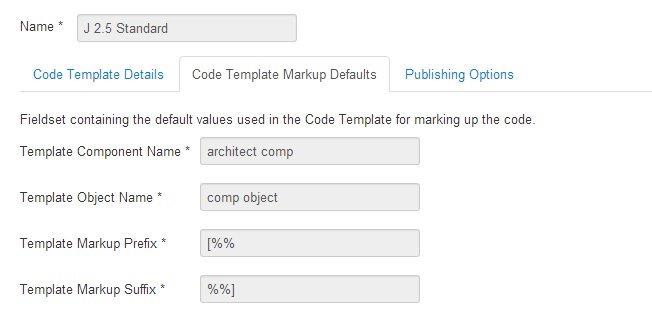 Name * J 2.5 Standard
Code Template Details Code Template Markup Defaults Publishing Options
Fieldset containing the default values used in the Code Template for marking up the code.
Template Component Name * architect comp
Template Object Name * comp object
Template Markup Prefix * [%%
Template Markup Suffix * %%]